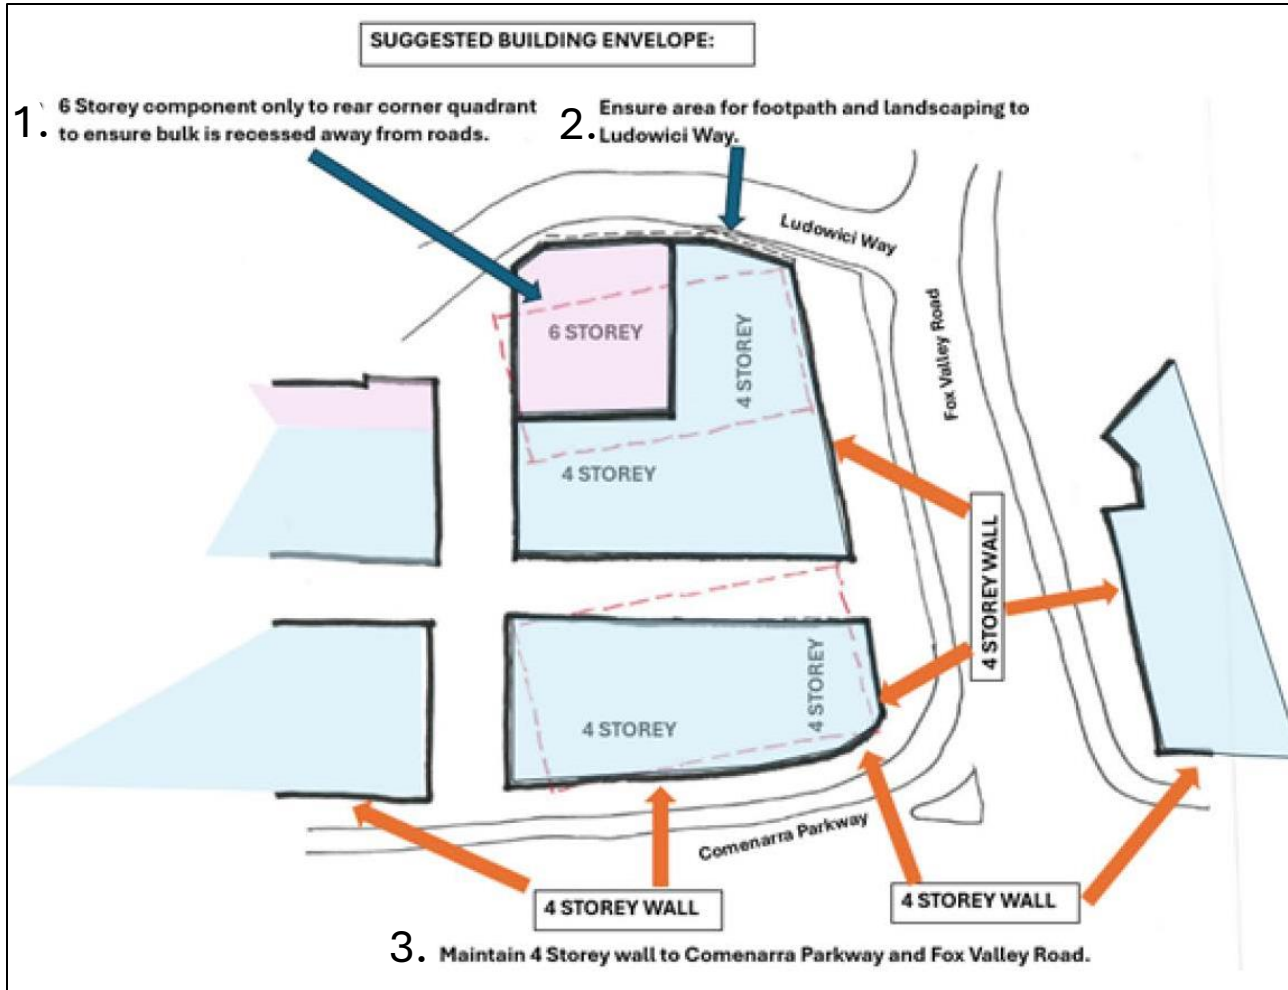 SUGGESTED BUILDING ENVELOPE:
1. 6 Storey component only to rear corner quadrant
to ensure bulk is recessed away from roads.
2. Ensure area for footpath and landscaping to
Ludowici Way.
Ludowici Way
Fox Valley Road
6 STOREY
4 STOREY
4 STOREY
4 STOREY WALL
4 STOREY
4 STOREY
Comenarra Parkway
4 STOREY WALL
4 STOREY WALL
3. Maintain 4 Storey wall to Comenarra Parkway and Fox Valley Road.